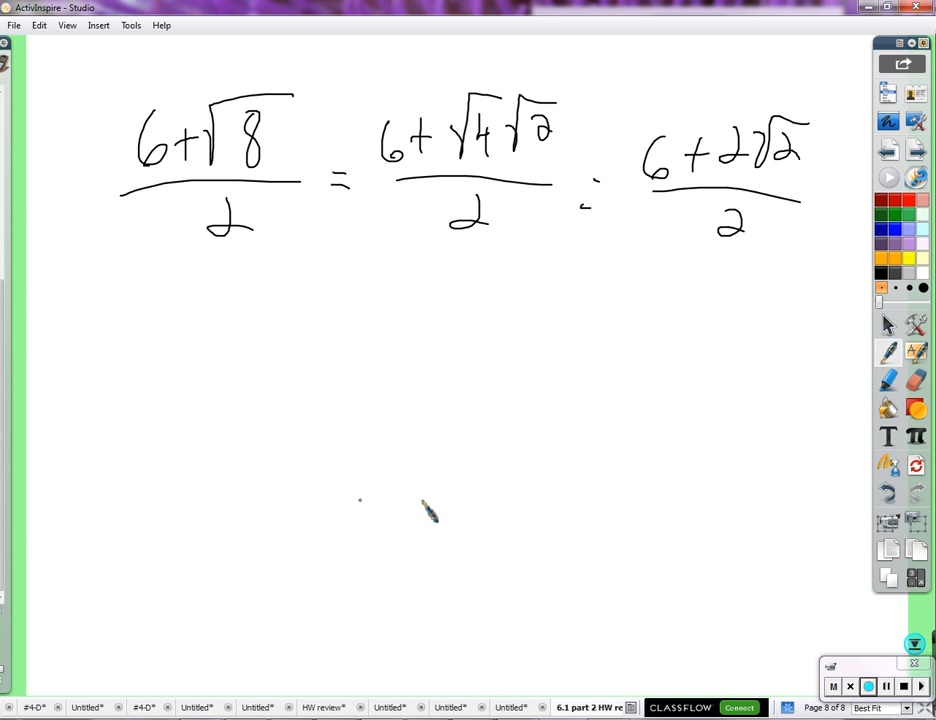 ActivInspire - Studio
File Edit View Insert Tools Help
6+√8 / 2 = 6+√4√2 / 2 = 6+2√2 / 2
M
#4-D* Untitled* #4-D* Untitled* Untitled* HW review* Untitled* Untitled* Untitled* 6.1 part 2 HW re CLASSFLOW Connect Page 8 of 8 Best Fit